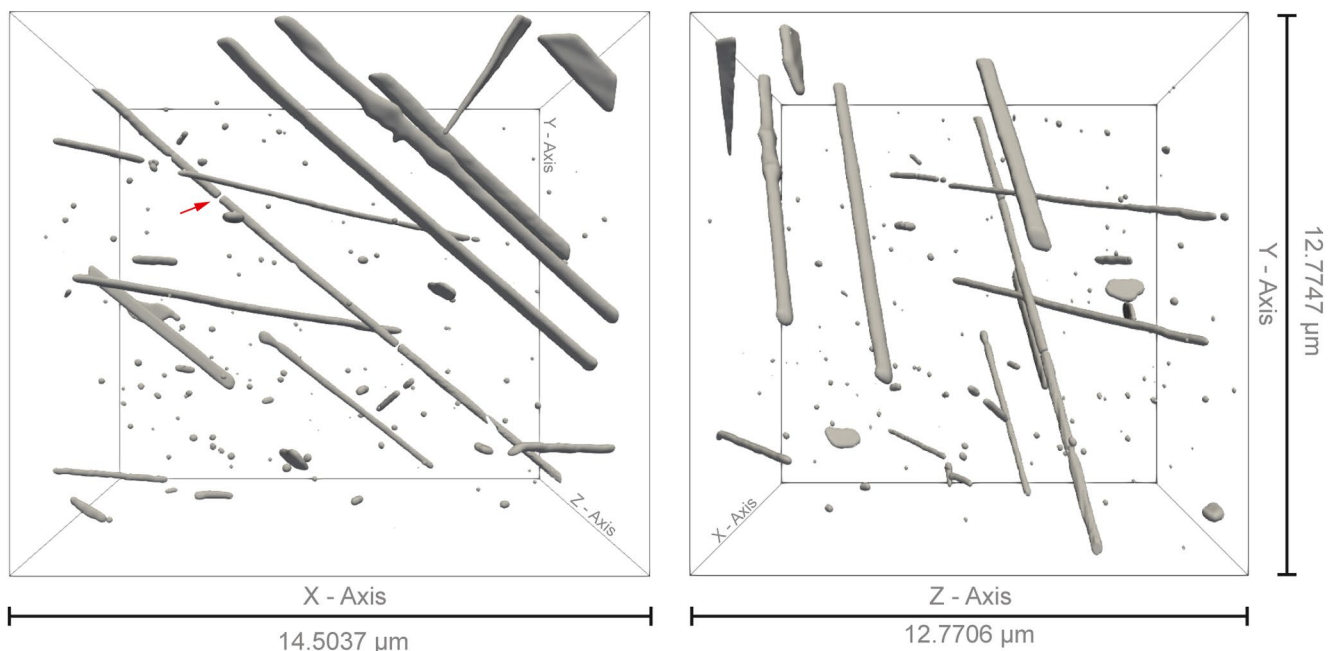 Y - Axis
Z - Axis
X - Axis
14.5037 µm
X - Axis
Y - Axis
12.7747 µm
Z - Axis
12.7706 µm